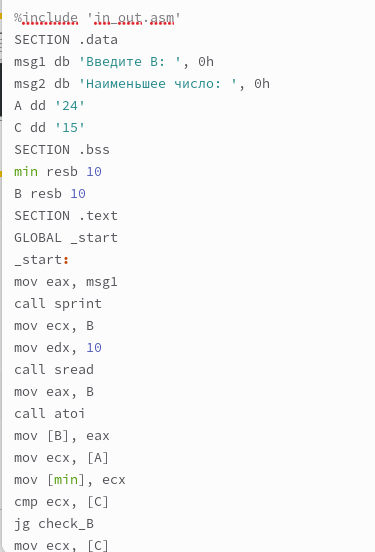 %include 'in_out.asm'
SECTION .data
msg1 db 'Введите B: ', 0h
msg2 db 'Наименьшее число: ', 0h
A dd '24'
C dd '15'
SECTION .bss
min resb 10
B resb 10
SECTION .text
GLOBAL _start
_start:
mov eax, msg1
call sprint
mov ecx, B
mov edx, 10
call sread
mov eax, B
call atoi
mov [B], eax
mov ecx, [A]
mov [min], ecx
cmp ecx, [C]
jg check_B
mov ecx, [C]